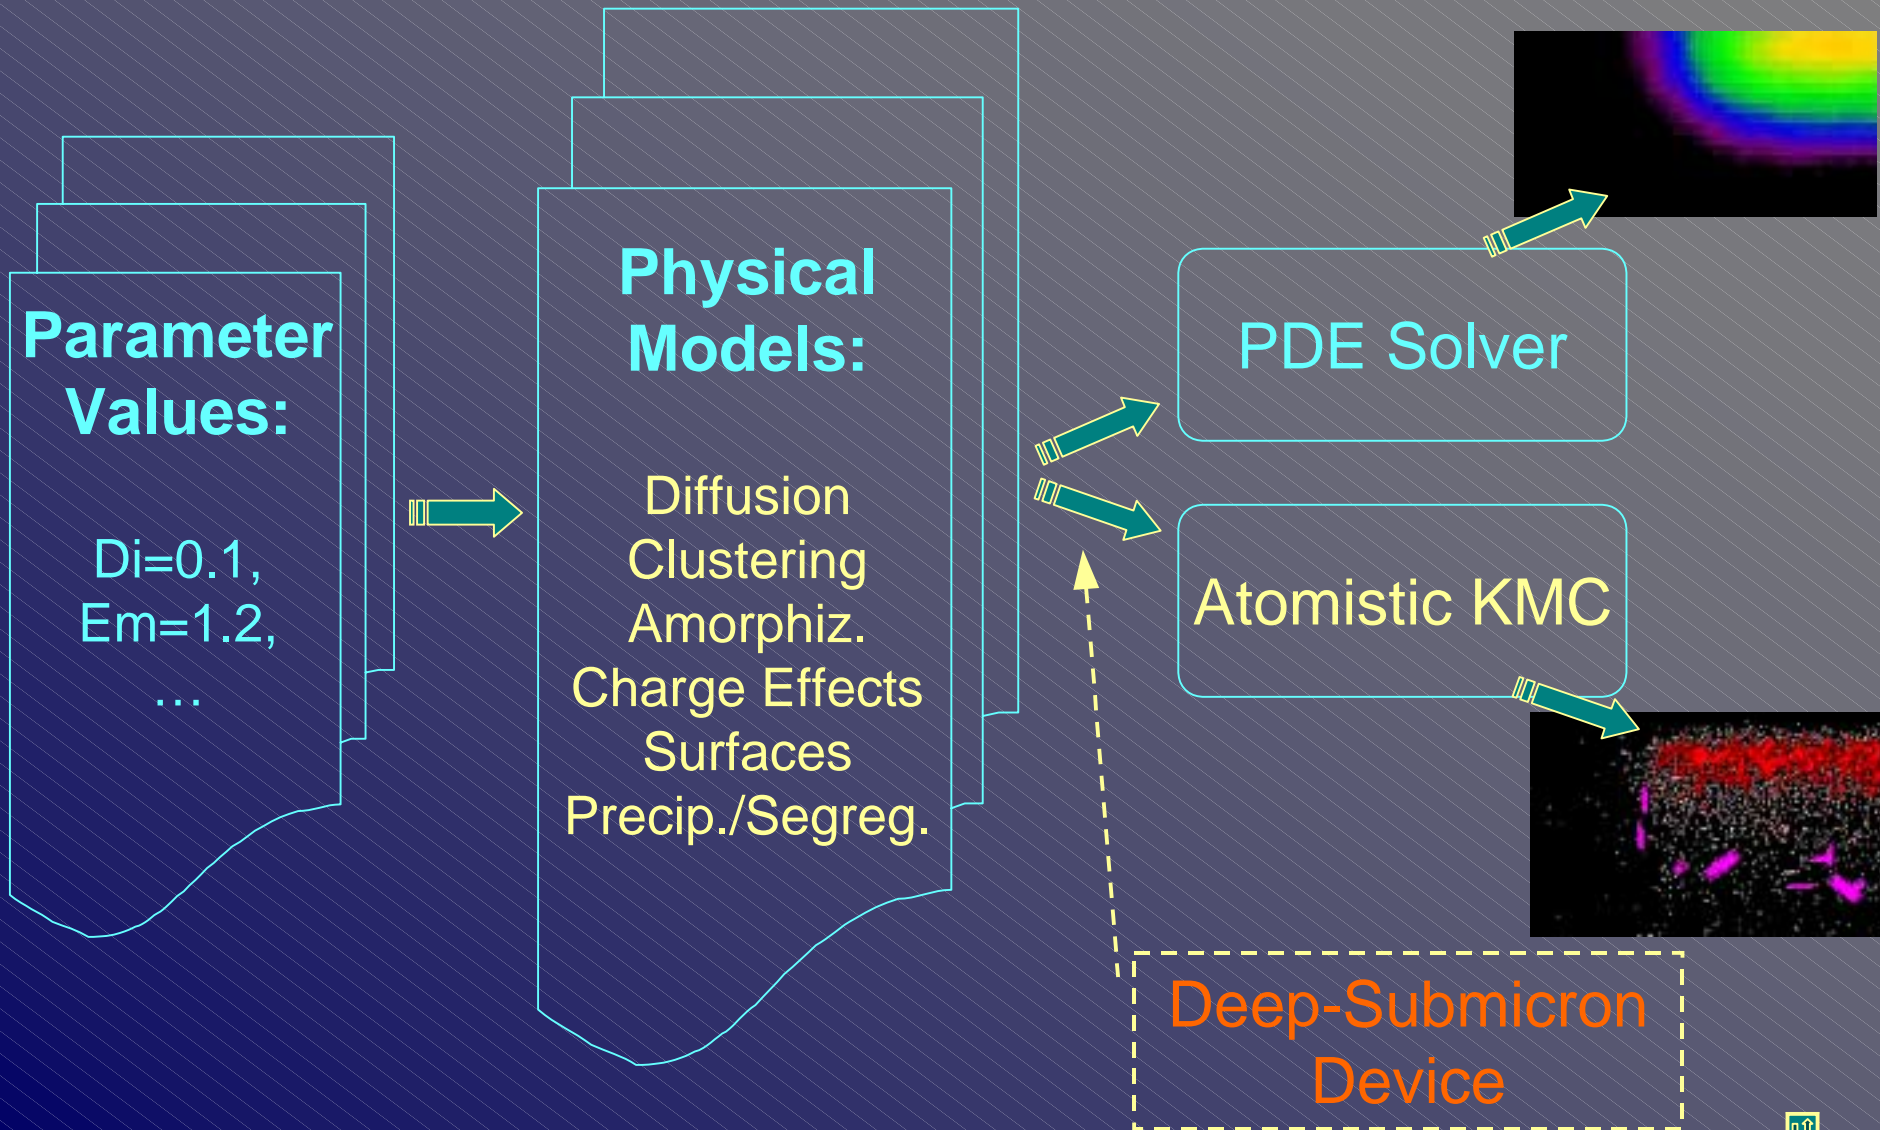 Parameter
Values:
Di=0.1,
Em=1.2,
…
Physical
Models:
Diffusion
Clustering
Amorphiz.
Charge Effects
Surfaces
Precip./Segreg.
PDE Solver
Atomistic KMC
Deep-Submicron
Device